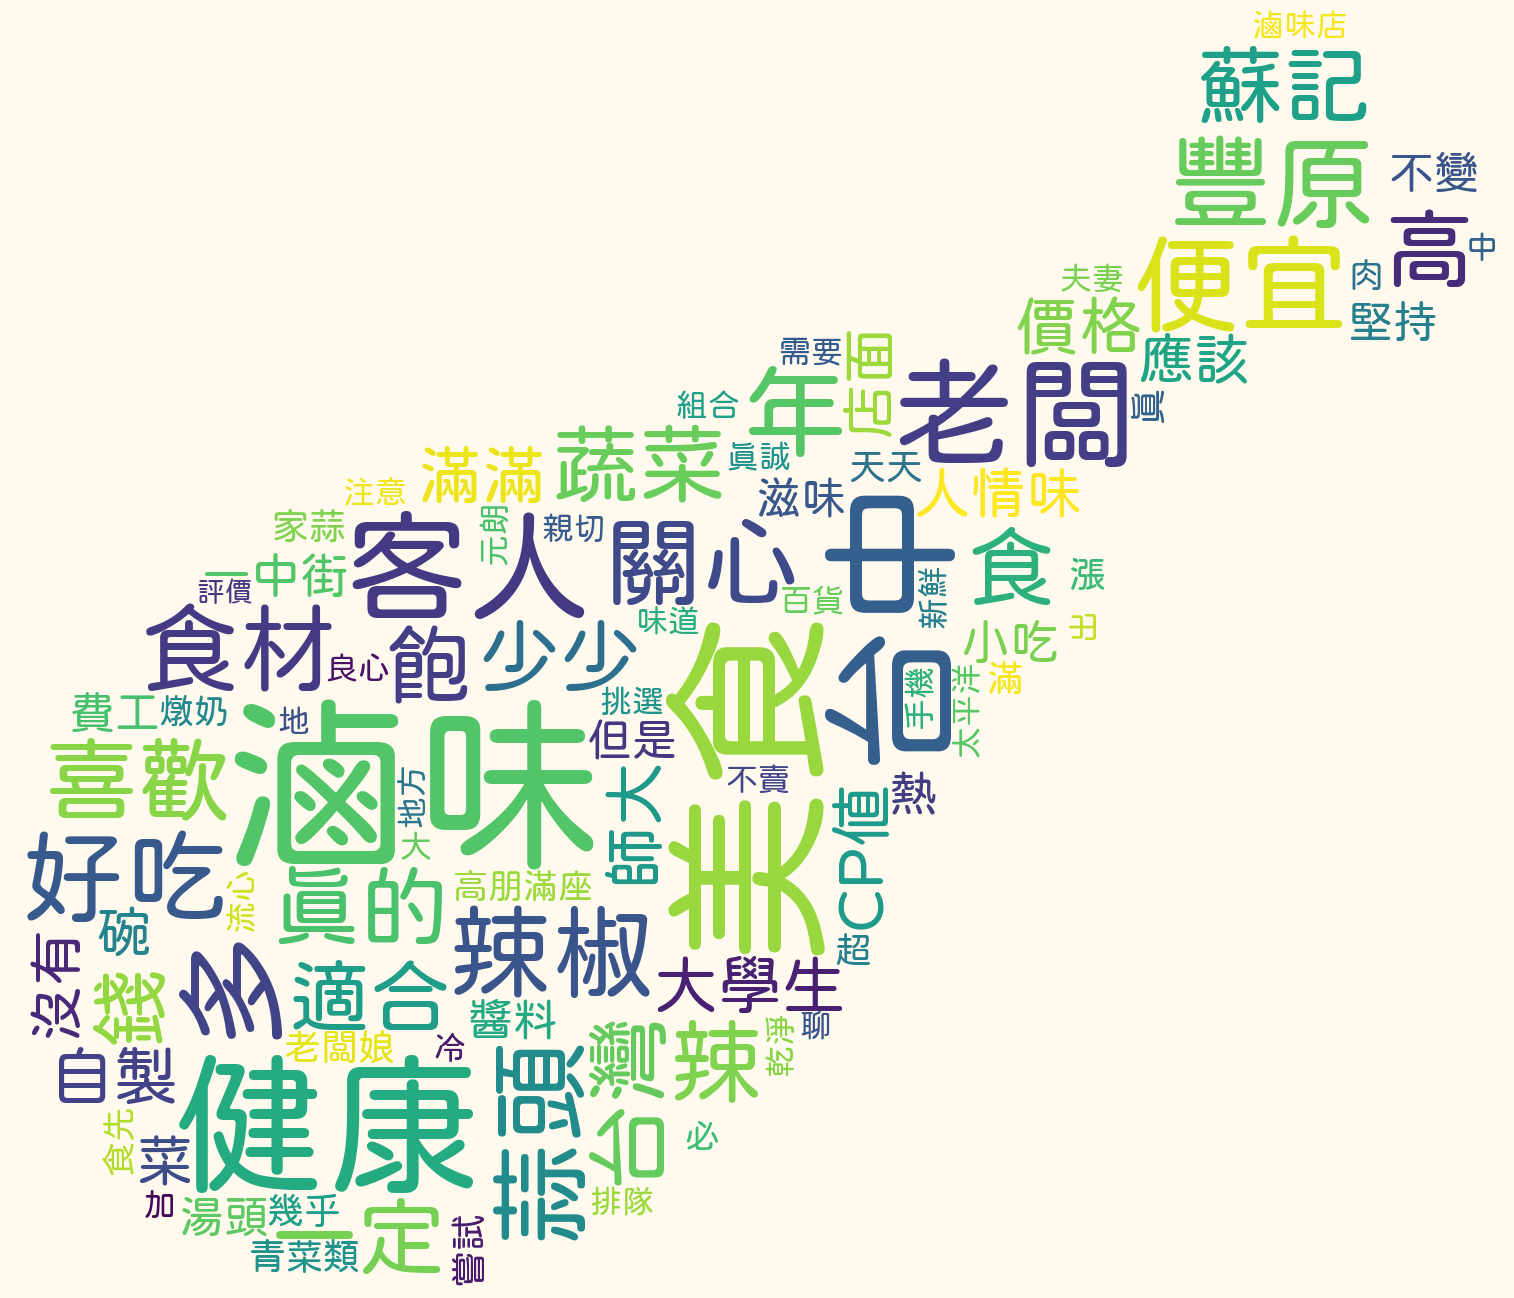 滷味店
蘇記
豐原
不變
高
中
便宜
肉
夫妻
價格
堅持
應該
需要
店面
老闆
年
組合
眞
蔬菜
眞誠
天天
滿滿
滋味
人情味
注意
家蒜
元朗
親切
客人
關心
台中
食
漲
新鮮
一中街
評價
百貨
食材
味道
小吃
丑
良心
飽
少少
美食
滿
手機
太平洋
費工
燉奶
地
挑選
但是
滷味
喜歡
地方
不賣
師大
熱
CP值
好吃
大
眞的
高朋滿座
流心
碗
辣椒
超
沒有
多
錢
適合
大學生
醬料
聊
老闆娘
冷
台灣
辣
乾淨
自製
健康
蒜頭
食先
菜
必
加
湯頭
幾乎
排隊
一定
青菜類
嘗試